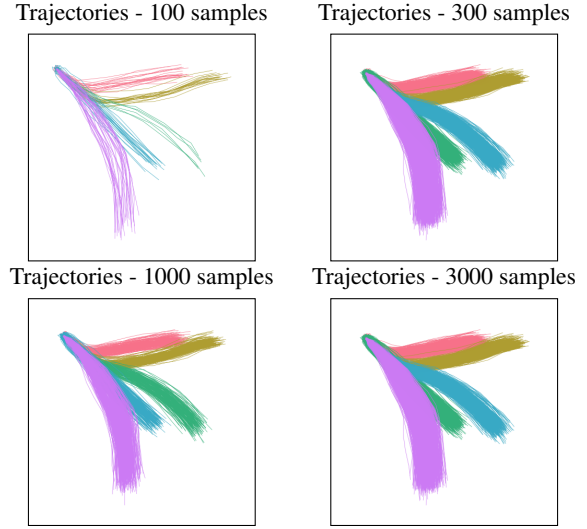 Trajectories - 100 samples
Trajectories - 300 samples
Trajectories - 1000 samples
Trajectories - 3000 samples